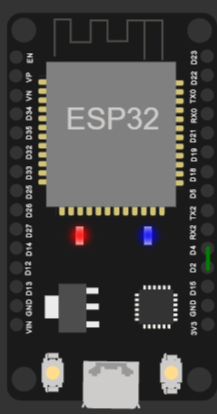 ESP32
EN
VP
VN
D34
D35
D32
D33
D25
D26
D27
D14
D12
D13
GND
VIN
D23
D22
TX0
RX0
D21
D19
D18
D5
TX2
RX2
D4
D2
D15
GND
3V3